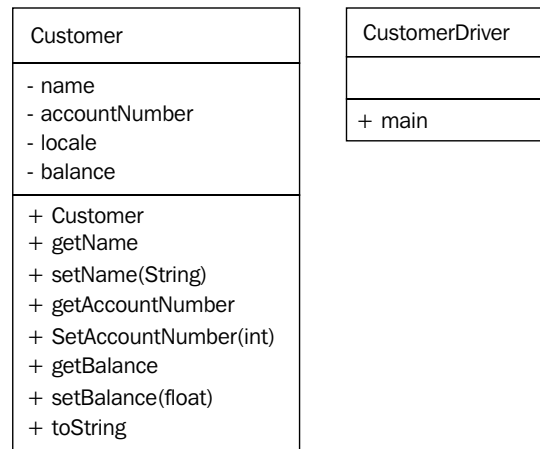 Customer
- name
- accountNumber
- locale
- balance
+ Customer
+ getName
+ setName(String)
+ getAccountNumber
+ SetAccountNumber(int)
+ getBalance
+ setBalance(float)
+ toString
CustomerDriver
+ main